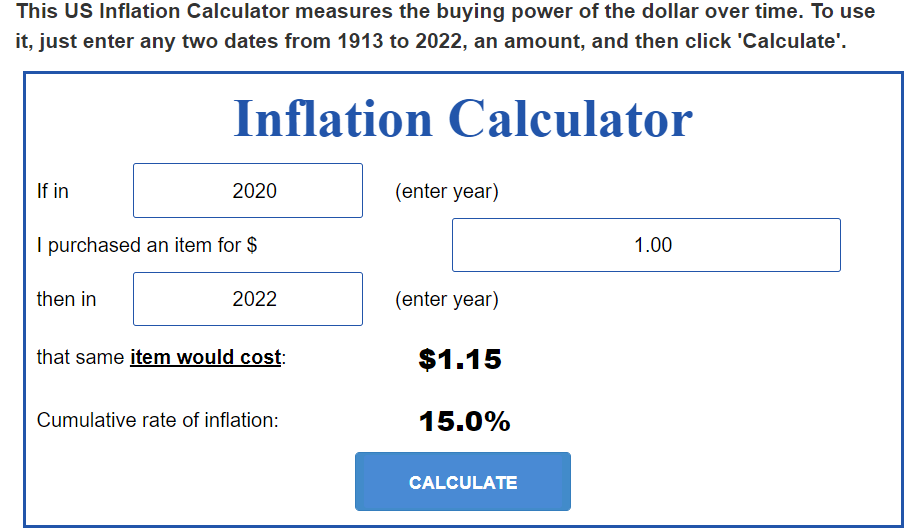 This US Inflation Calculator measures the buying power of the dollar over time. To use
it, just enter any two dates from 1913 to 2022, an amount, and then click 'Calculate'.
Inflation Calculator
If in 2020 (enter year)
I purchased an item for $ 1.00
then in 2022 (enter year)
that same item would cost: $1.15
Cumulative rate of inflation: 15.0%
CALCULATE